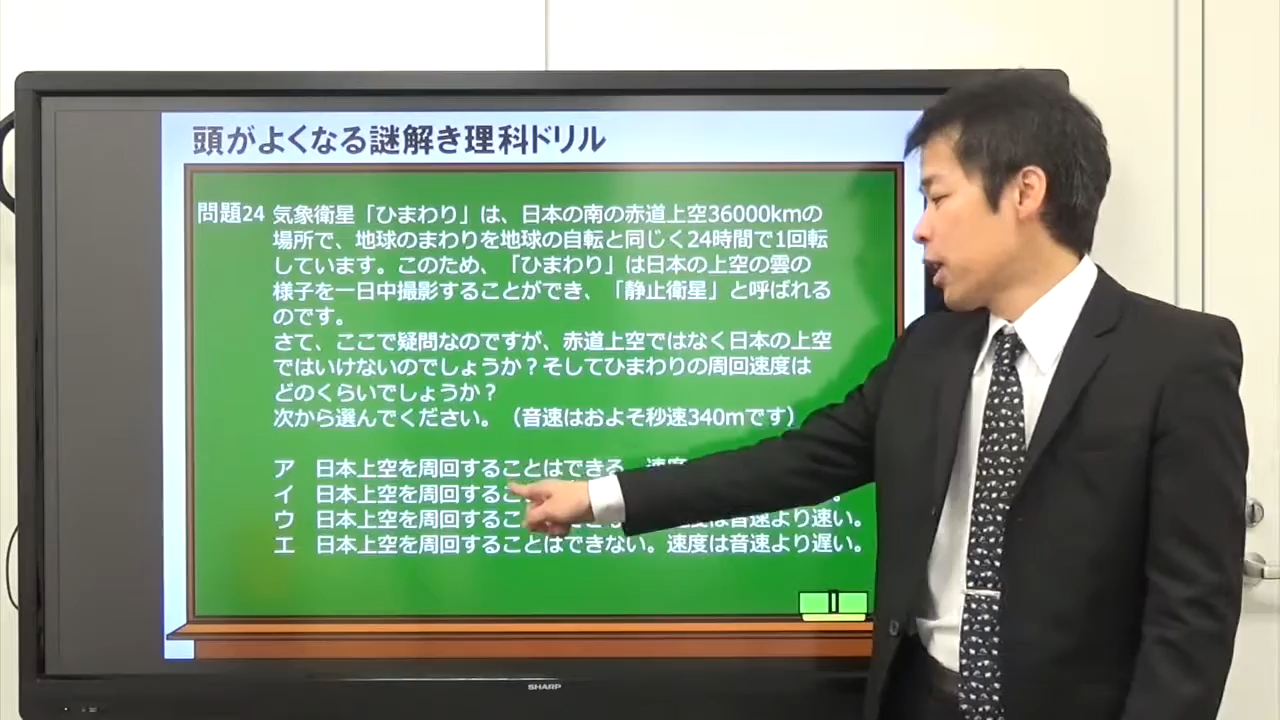 頭がよくなる謎解き理科ドリル
問題24 気象衛星「ひまわり」は、日本の南の赤道上空36000kmの
場所で、地球のまわりを地球の自転と同じく24時間で1回転
しています。このため、「ひまわり」は日本の上空の雲の
様子を一日中撮影することができ、「静止衛星」と呼ばれる
のです。
さて、ここで疑問なのですが、赤道上空ではなく日本の上空
ではいけないのでしょうか？そしてひまわりの周回速度は
どのくらいでしょうか？
次から選んでください。（音速はおよそ秒速340mです）
ア 日本上空を周回することはできる。速度
イ 日本上空を周回するこ
ウ 日本上空を周回するこ 速度は音速より速い。
エ 日本上空を周回することはできない。速度は音速より遅い。
SHARP